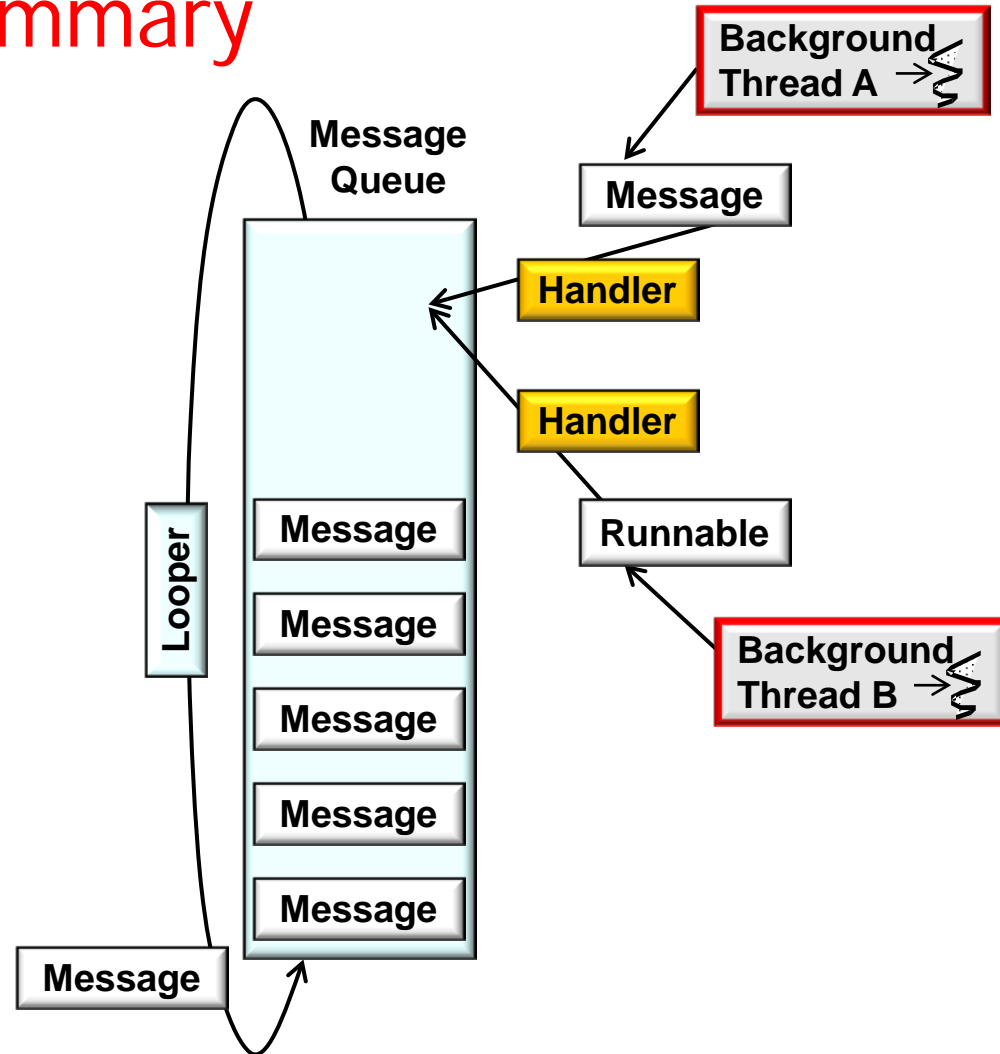 mmary
Background
Thread A
Message
Queue
Message
Handler
Handler
Message
Runnable
Looper
Message
Background
Thread B
Message
Message
Message
Message